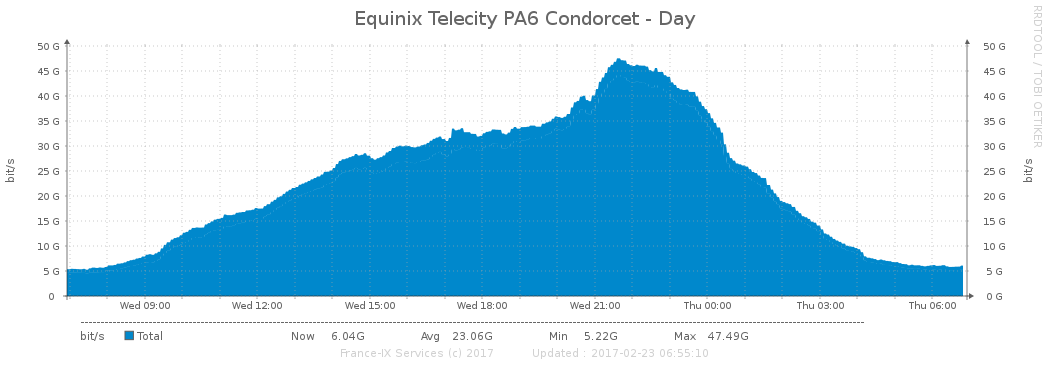 Equinix Telecity PA6 Condorcet - Day
RRDTOOL / TOBI OETIKER
50 G 50 G
45 G 45 G
40 G 40 G
35 G 35 G
30 G 30 G
25 G 25 G
20 G 20 G
15 G 15 G
10 G 10 G
5 G 5 G
0 0 G
bit/s bit/s
Wed 09:00 Wed 12:00 Wed 15:00 Wed 18:00 Wed 21:00 Thu 00:00 Thu 03:00 Thu 06:00
bit/s Total Now 6.04G Avg 23.06G Min 5.22G Max 47.49G
France-IX Services (c) 2017 Updated : 2017-02-23 06:55:10